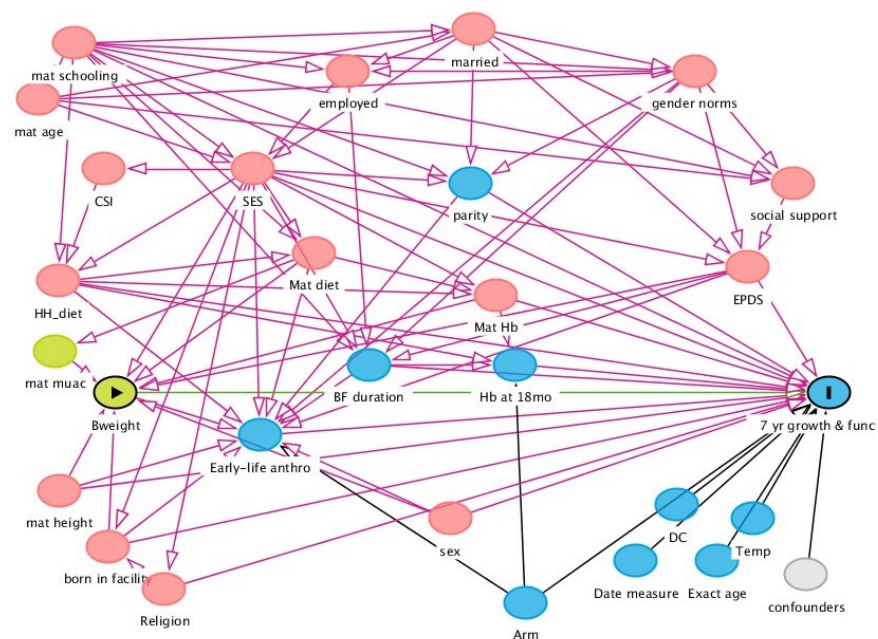 mat schooling
married
employed
gender norms
mat age
CSI
SES
parity
social support
Mat diet
HH_diet
EPDS
Mat Hb
mat muac
BF duration
Hb at 18mo
Bweight
7 yr growth & funct
Early-life anthro
mat height
sex
DC
Temp
born in facility
Date measure
Exact age
confounders
Religion
Arm